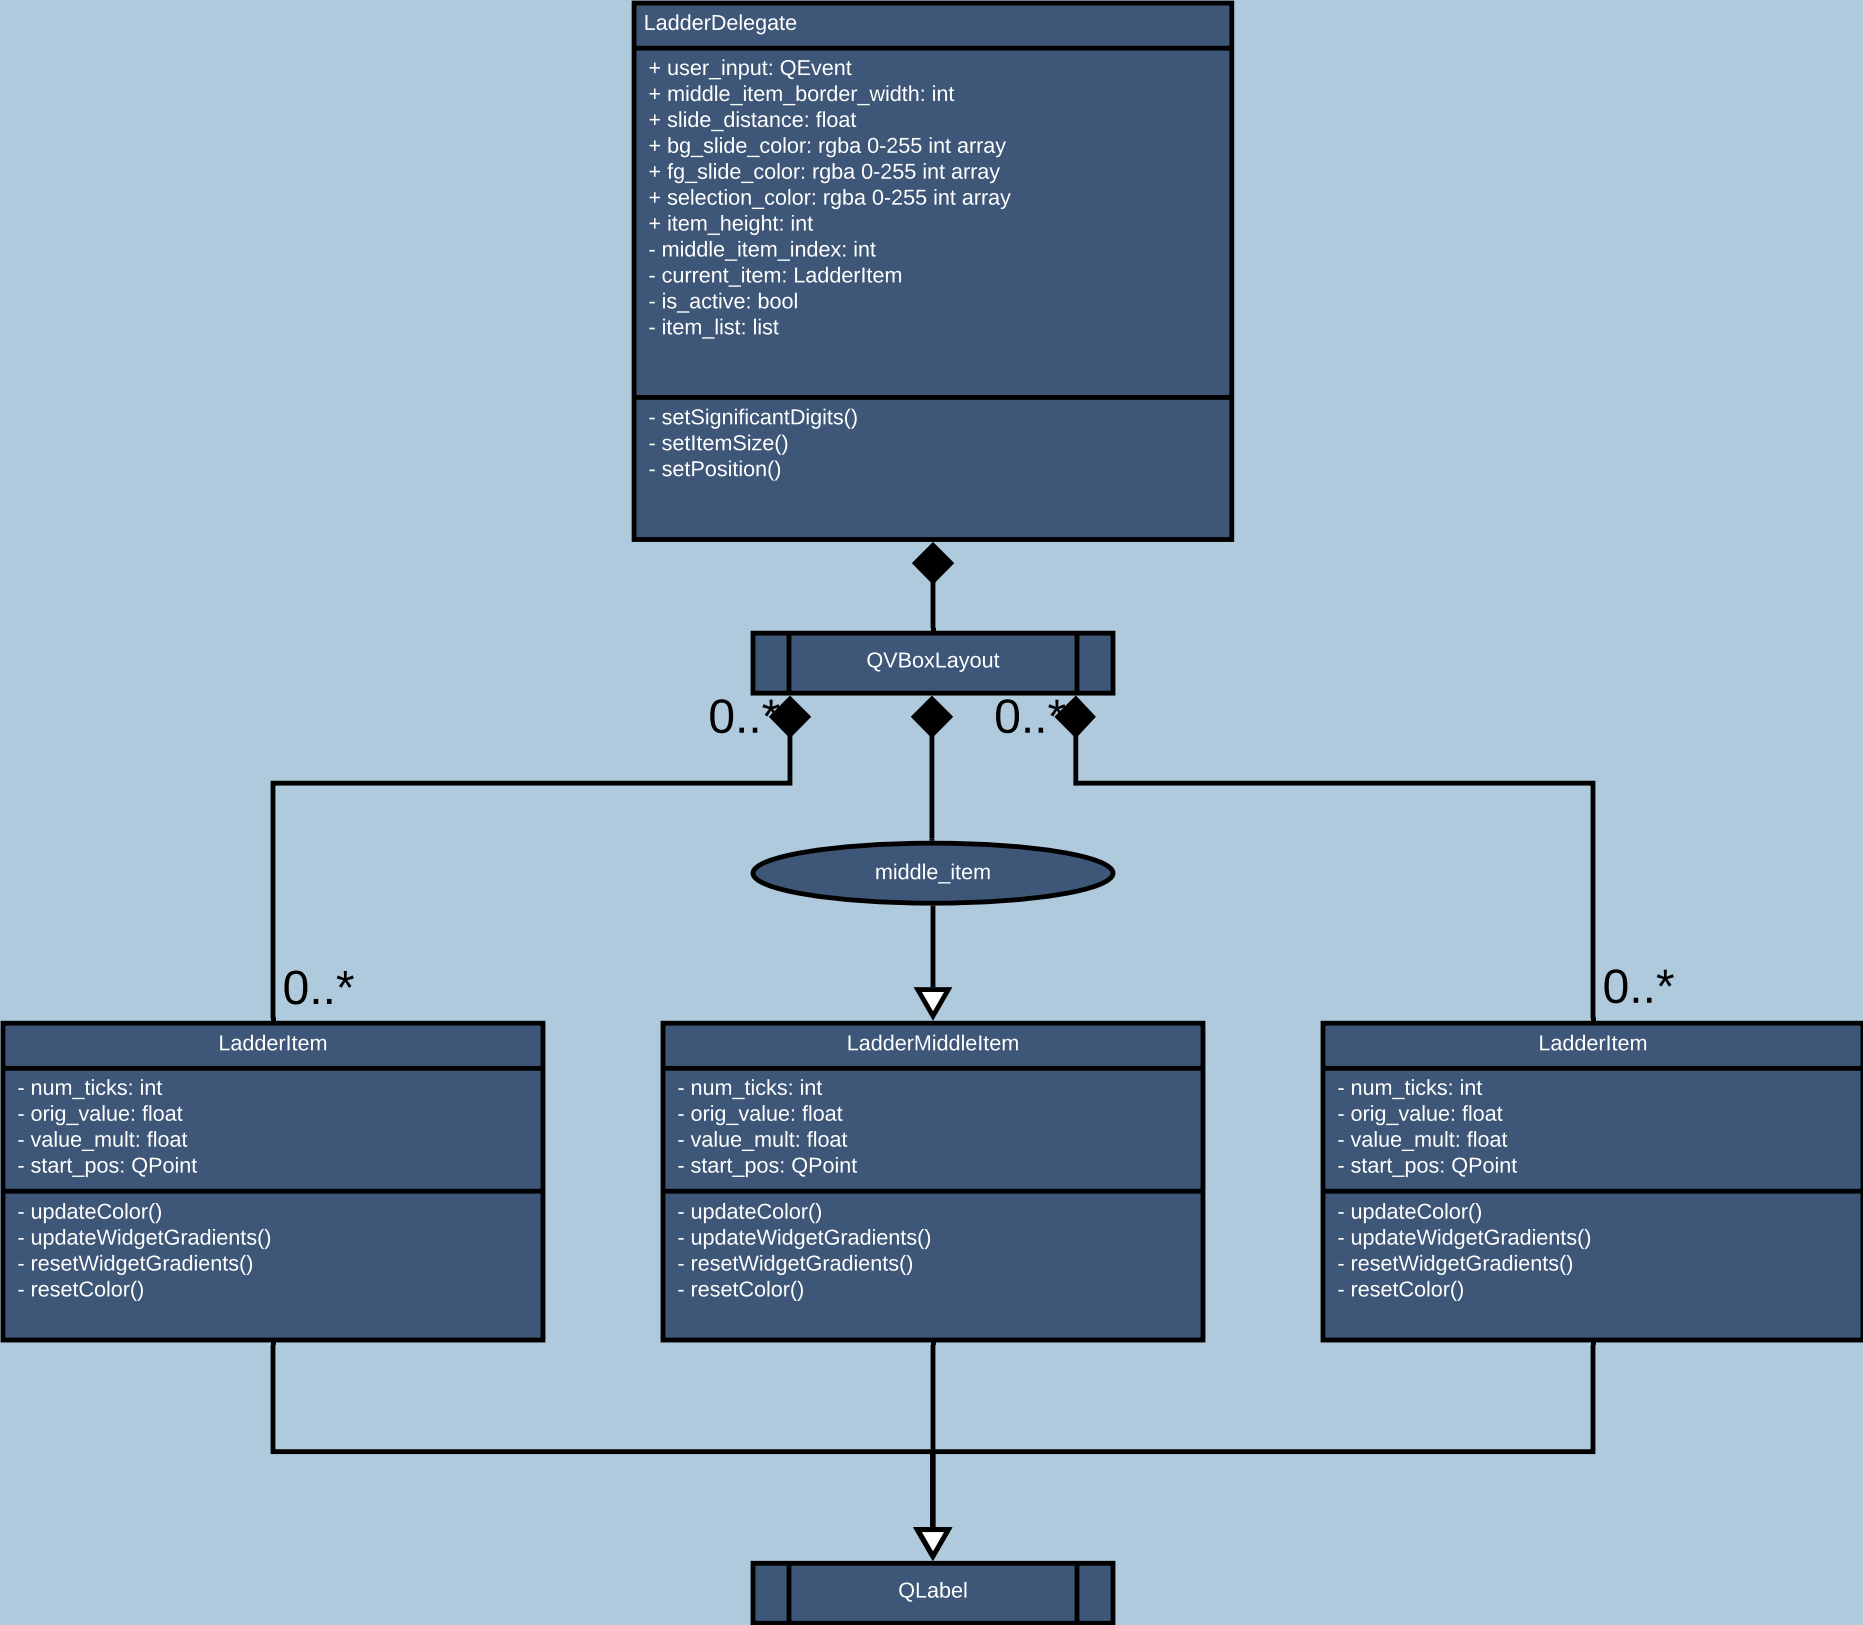 LadderDelegate
+ user_input: QEvent
+ middle_item_border_width: int
+ slide_distance: float
+ bg_slide_color: rgba 0-255 int array
+ fg_slide_color: rgba 0-255 int array
+ selection_color: rgba 0-255 int array
+ item_height: int
- middle_item_index: int
- current_item: LadderItem
- is_active: bool
- item_list: list
- setSignificantDigits()
- setItemSize()
- setPosition()
QVBoxLayout
0..*
0..*
middle_item
0..*
0..*
LadderItem
- num_ticks: int
- orig_value: float
- value_mult: float
- start_pos: QPoint
- updateColor()
- updateWidgetGradients()
- resetWidgetGradients()
- resetColor()
LadderMiddleItem
- num_ticks: int
- orig_value: float
- value_mult: float
- start_pos: QPoint
- updateColor()
- updateWidgetGradients()
- resetWidgetGradients()
- resetColor()
LadderItem
- num_ticks: int
- orig_value: float
- value_mult: float
- start_pos: QPoint
- updateColor()
- updateWidgetGradients()
- resetWidgetGradients()
- resetColor()
QLabel